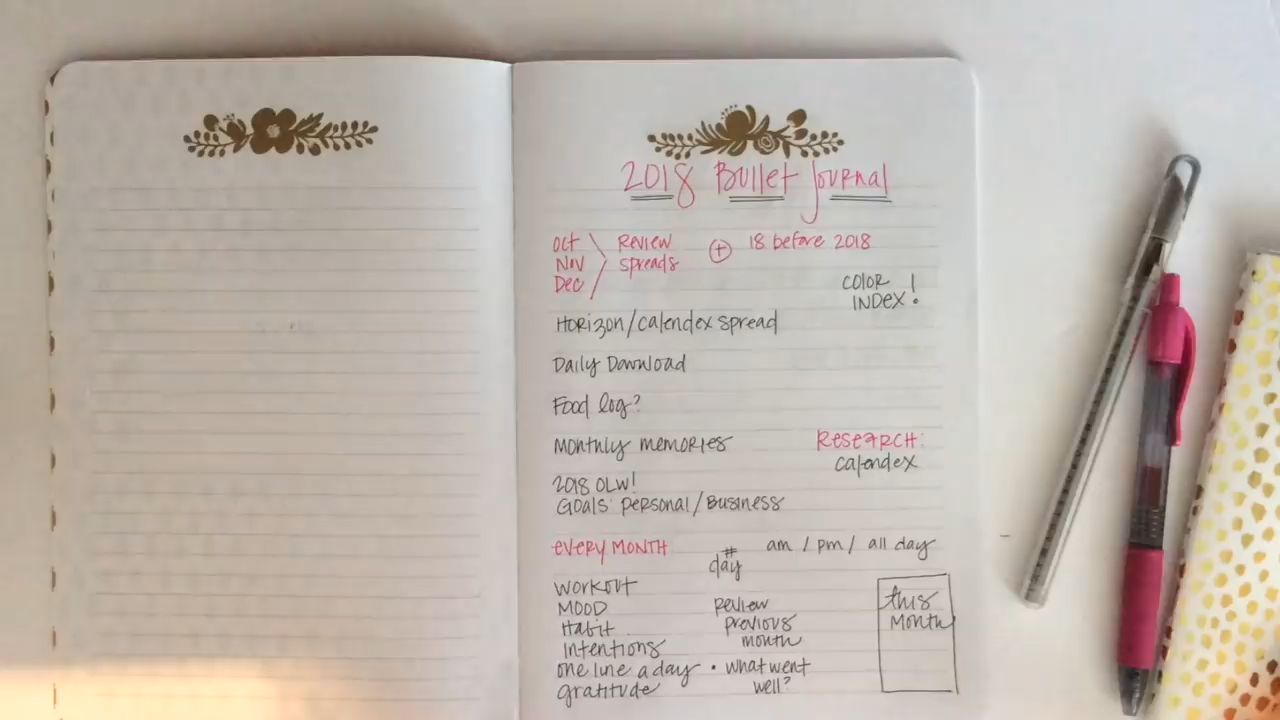 2018 Bullet Journal
Oct
Nov
Dec
Review
spreads
+ 18 before 2018
COLOR
INDEX!
Horizon/calendex spread
Daily Download
Food log?
Monthly memories
RESEARCH:
calendex
2018 OLW!
GOALS: personal/Business
EVERY MONTH
#
day
am / pm / all day
WORKOUT
MOOD
Habit
Intentions
one line a day
gratitude
Review
previous
month
• what went
well?
this
Month